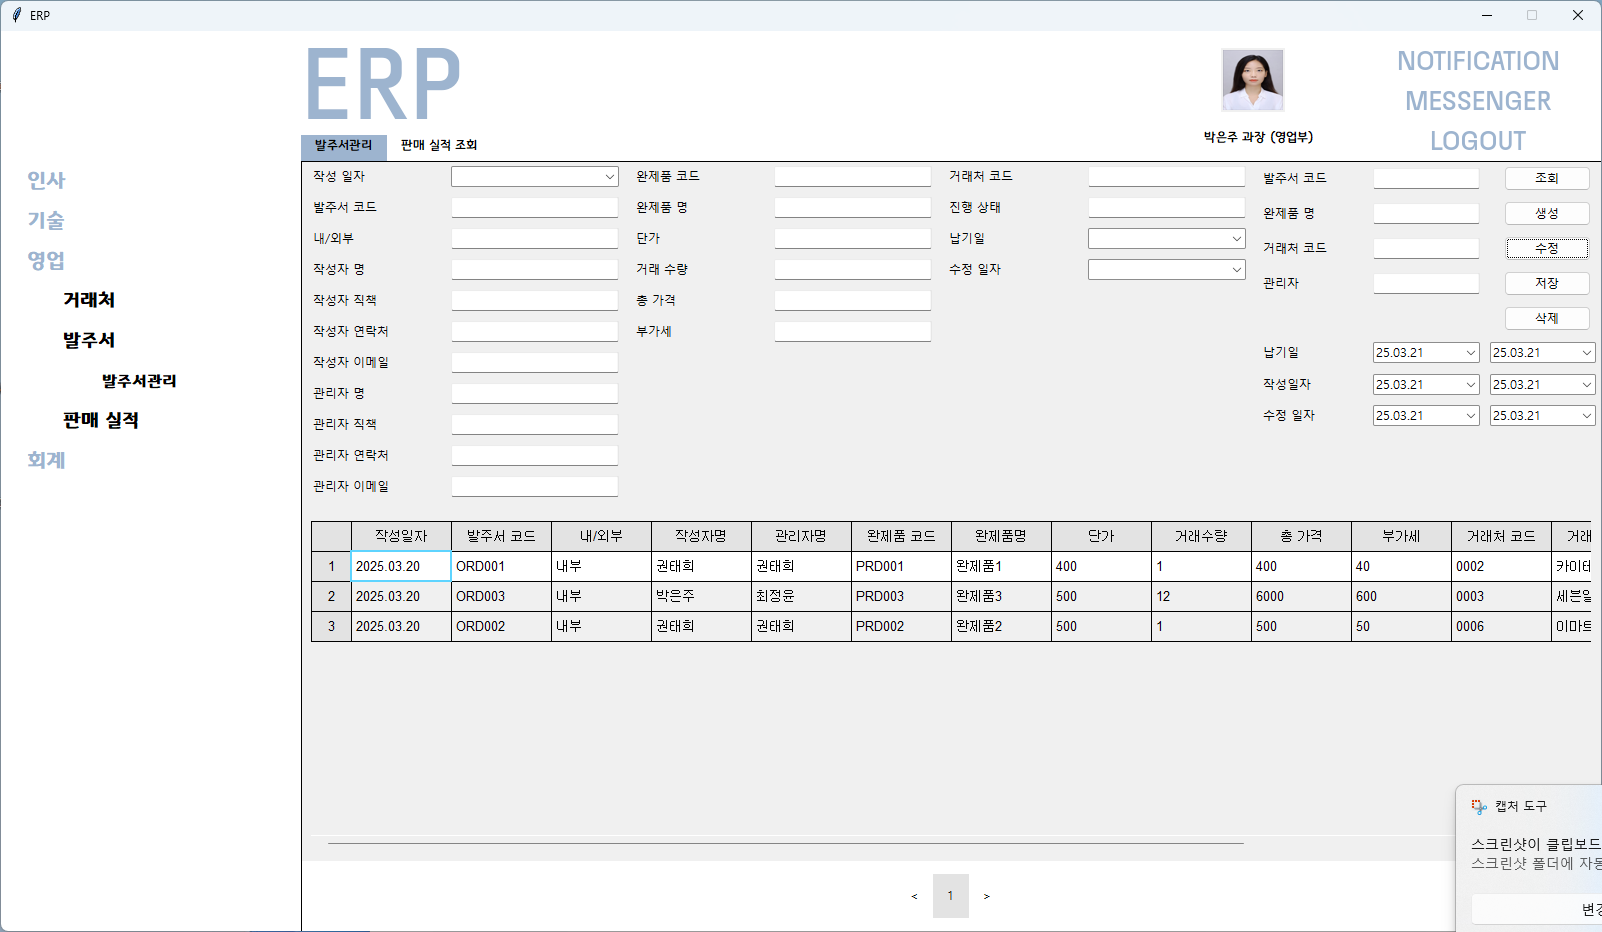 ERP
ERP
NOTIFICATION
MESSENGER
LOGOUT
박은주 과장 (영업부)
발주서관리 판매 실적 조회
인사
기술
영업
거래처
발주서
발주서관리
판매 실적
회계
작성 일자 완제품 코드 거래처 코드 발주서 코드 조회
발주서 코드 완제품 명 진행 상태 완제품 명 생성
내/외부 단가 납기일 거래처 코드 수정
작성자 명 거래 수량 수정 일자 관리자 저장
작성자 직책 총 가격 삭제
작성자 연락처 부가세
작성자 이메일 납기일 25.03.21 25.03.21
관리자 명 작성일자 25.03.21 25.03.21
관리자 직책 수정 일자 25.03.21 25.03.21
관리자 연락처
관리자 이메일
작성일자 발주서 코드 내/외부 작성자명 관리자명 완제품 코드 완제품명 단가 거래수량 총 가격 부가세 거래처 코드 거래
1 2025.03.20 ORD001 내부 권태희 권태희 PRD001 완제품1 400 1 400 40 0002 카이테
2 2025.03.20 ORD003 내부 박은주 최정윤 PRD003 완제품3 500 12 6000 600 0003 세븐일
3 2025.03.20 ORD002 내부 권태희 권태희 PRD002 완제품2 500 1 500 50 0006 이마트
< 1 >
캡처 도구
스크린샷이 클립보드
스크린샷 폴더에 자동
변경